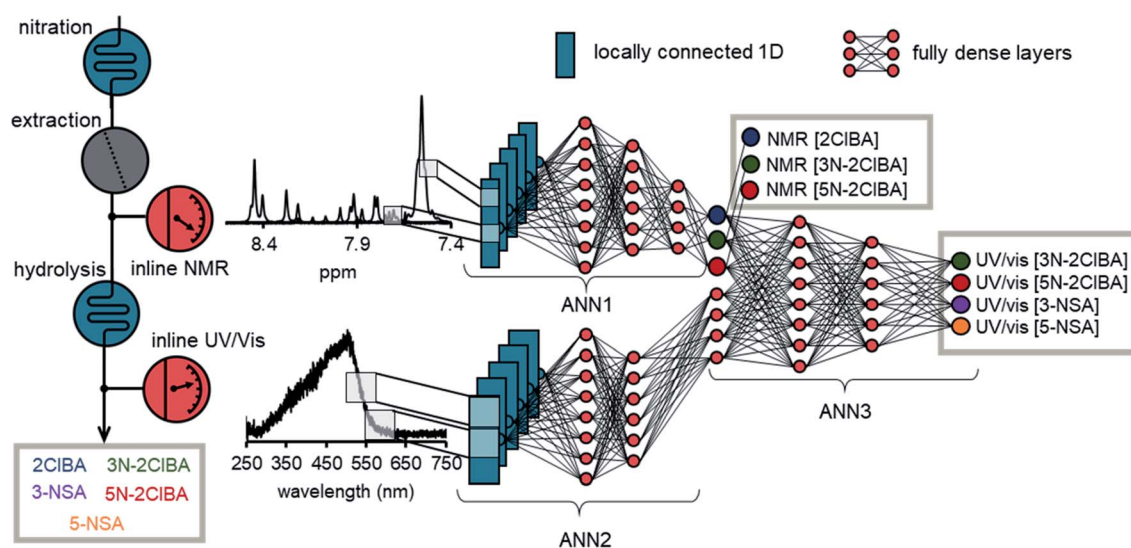 nitration
extraction
inline NMR
hydrolysis
inline UV/Vis
2ClBA 3N-2ClBA
3-NSA 5N-2ClBA
5-NSA
8.4 7.9 7.4
ppm
250 350 450 550 650 750
wavelength (nm)
locally connected 1D
fully dense layers
ANN1
ANN2
NMR [2ClBA]
NMR [3N-2ClBA]
NMR [5N-2ClBA]
ANN3
UV/vis [3N-2ClBA]
UV/vis [5N-2ClBA]
UV/vis [3-NSA]
UV/vis [5-NSA]